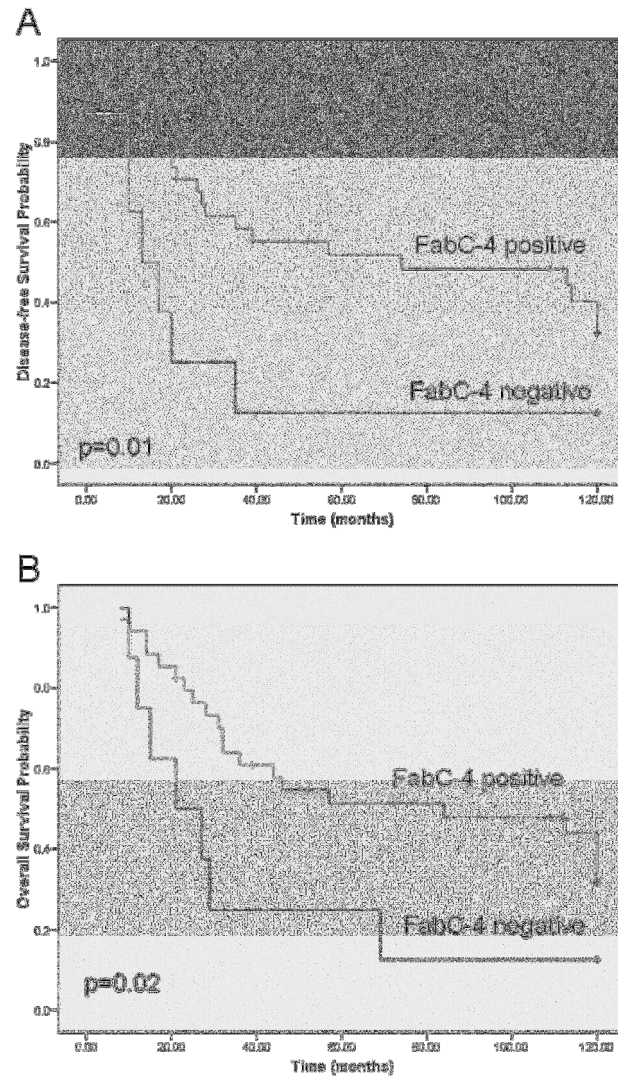 A
Disease-free Survival Probability
1.0
0.8
0.6
0.4
0.2
0.0
FabC-4 positive
FabC-4 negative
p=0.01
0.00 20.00 40.00 60.00 80.00 100.00 120.00
Time (months)
B
Overall Survival Probability
1.0
0.8
0.6
0.4
0.2
0.0
FabC-4 positive
FabC-4 negative
p=0.02
0.00 20.00 40.00 60.00 80.00 100.00 120.00
Time (months)